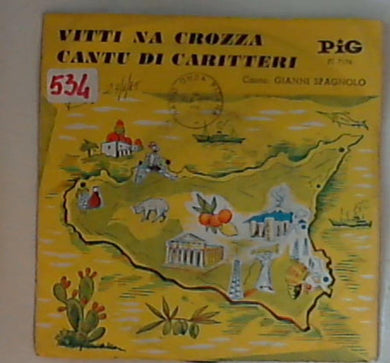 VITTI NA CROZZA
CANTU DI CARITTERI
PiG
Canta: GIANNI SPAGNOLO
534